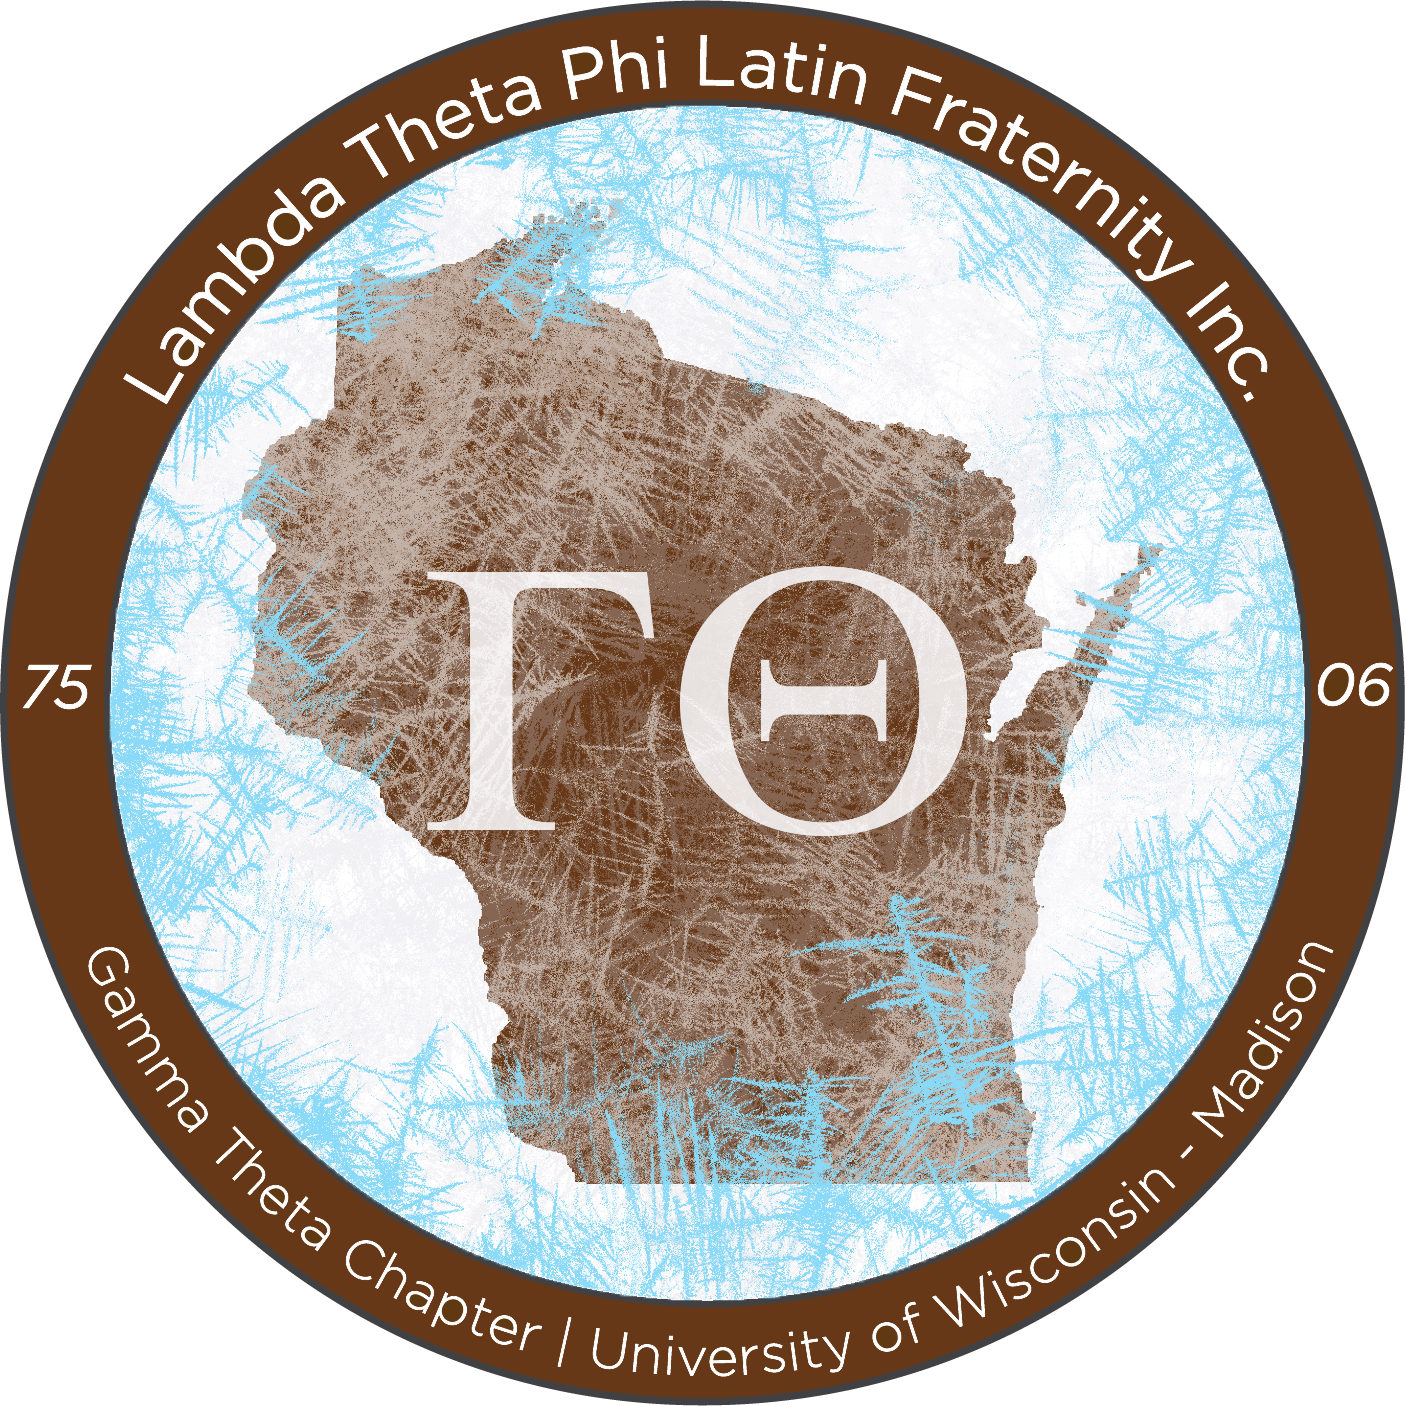 Lambda Theta Phi Latin Fraternity Inc.
75
06
ΓΘ
Gamma Theta Chapter | University of Wisconsin - Madison